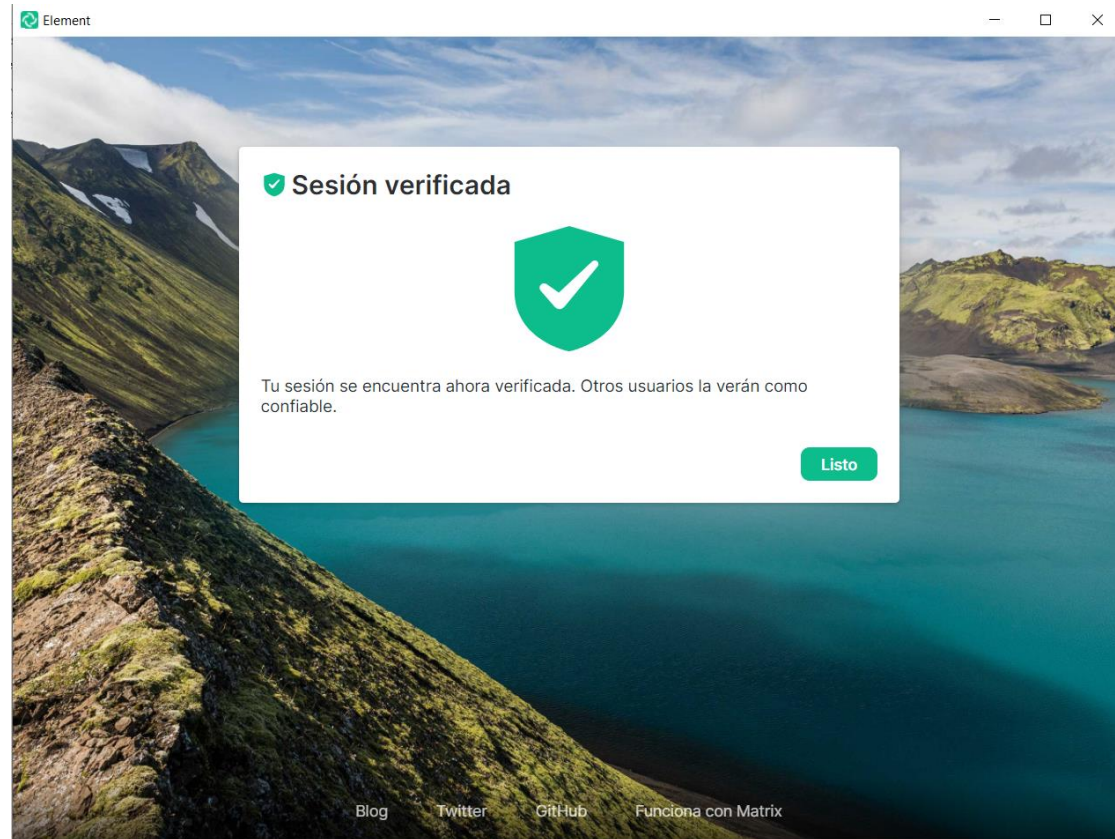 Element
Sesión verificada
Tu sesión se encuentra ahora verificada. Otros usuarios la verán como
confiable.
Listo
Blog Twitter GitHub Funciona con Matrix